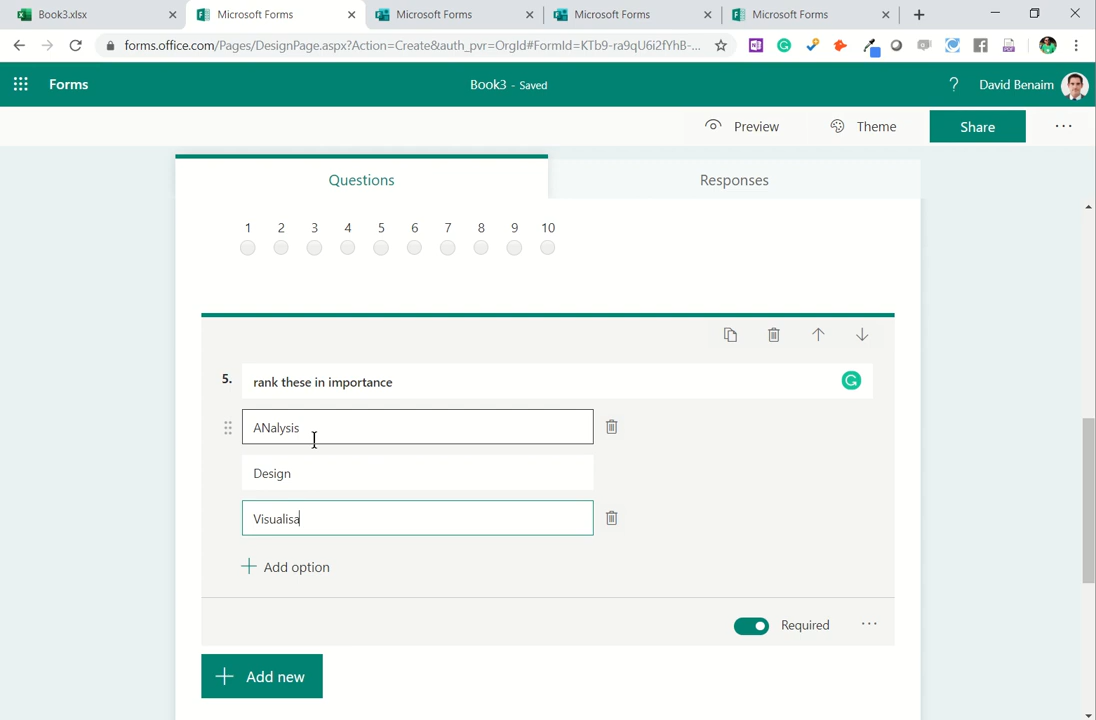 Book3.xlsx
Microsoft Forms
Microsoft Forms
Microsoft Forms
Microsoft Forms
forms.office.com/Pages/DesignPage.aspx?Action=Create&auth_pvr=OrgId#FormId=KTb9-ra9qU6i2fYhB-...
Forms
Book3 - Saved
? David Benaim
Preview
Theme
Share
...
Questions
Responses
1 2 3 4 5 6 7 8 9 10
5. rank these in importance
ANalysis
Design
Visualisa
Add option
Required
...
Add new